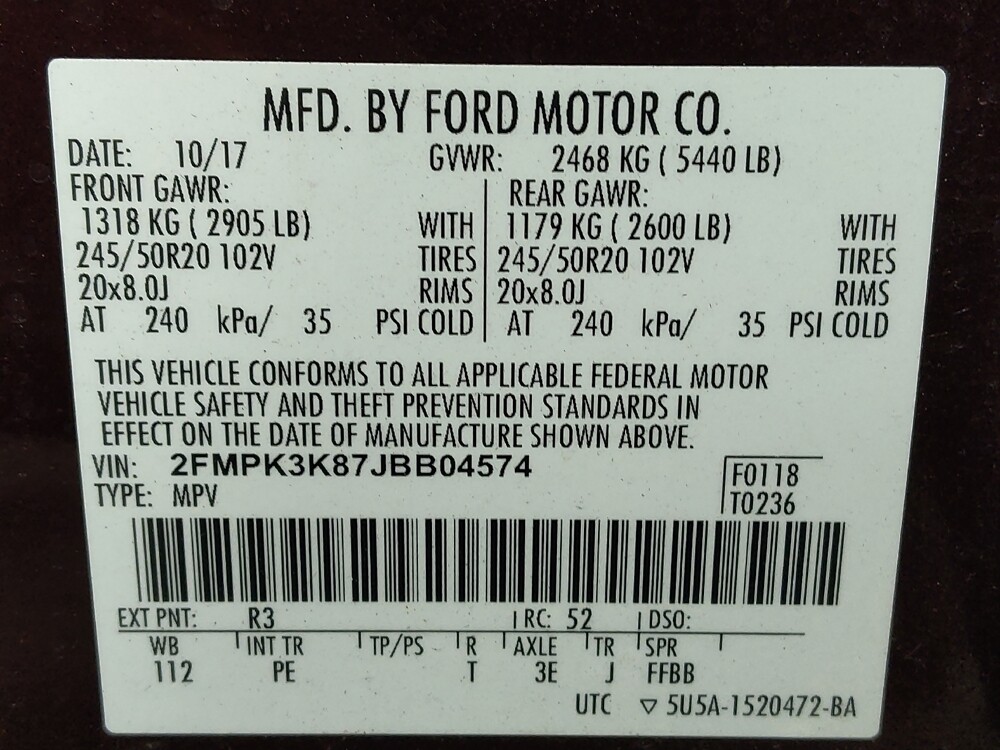 MFD. BY FORD MOTOR CO.
DATE: 10/17 GVWR: 2468 KG ( 5440 LB)
FRONT GAWR: REAR GAWR:
1318 KG ( 2905 LB) WITH 1179 KG ( 2600 LB) WITH
245/50R20 102V TIRES 245/50R20 102V TIRES
20x8.0J RIMS 20x8.0J RIMS
AT 240 kPa/ 35 PSI COLD AT 240 kPa/ 35 PSI COLD
THIS VEHICLE CONFORMS TO ALL APPLICABLE FEDERAL MOTOR
VEHICLE SAFETY AND THEFT PREVENTION STANDARDS IN
EFFECT ON THE DATE OF MANUFACTURE SHOWN ABOVE.
VIN: 2FMPK3K87JBB04574 F0118
TYPE: MPV T0236
EXT PNT: R3 RC: 52 DSO:
WB INT TR TP/PS R AXLE TR SPR
112 PE T 3E J FFBB
UTC ▽ 5U5A-1520472-BA